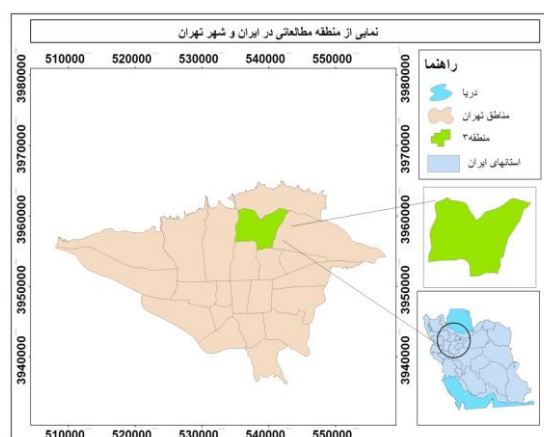 نمایی از منطقه مطالعاتی در ایران و شهر تهران
510000 520000 530000 540000 550000
3980000
3970000
3960000
3950000
3940000
3980000
3970000
3960000
3950000
3940000
510000 520000 530000 540000 550000
راهنما
دریا
مناطق تهران
منطقه۳
استانهای ایران